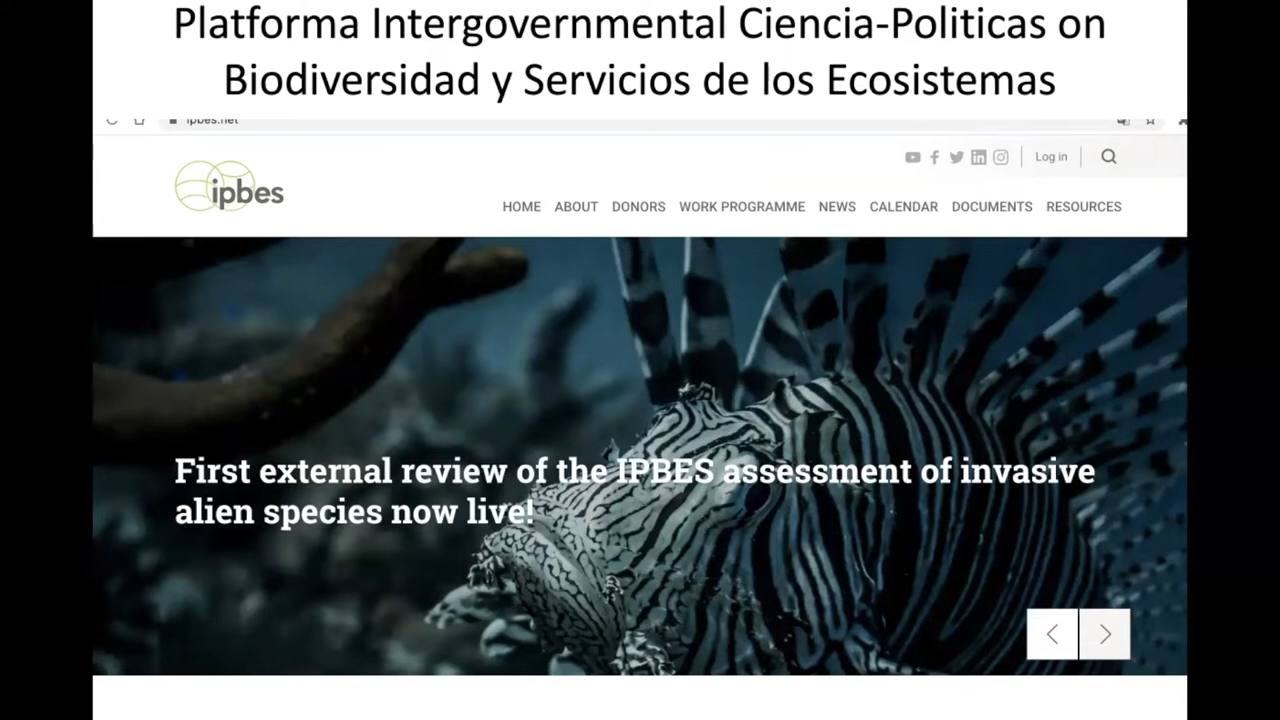 Platforma Intergovernmental Ciencia-Politicas on
Biodiversidad y Servicios de los Ecosistemas
ipbes.net
Log in
ipbes
HOME ABOUT DONORS WORK PROGRAMME NEWS CALENDAR DOCUMENTS RESOURCES
First external review of the IPBES assessment of invasive
alien species now live!